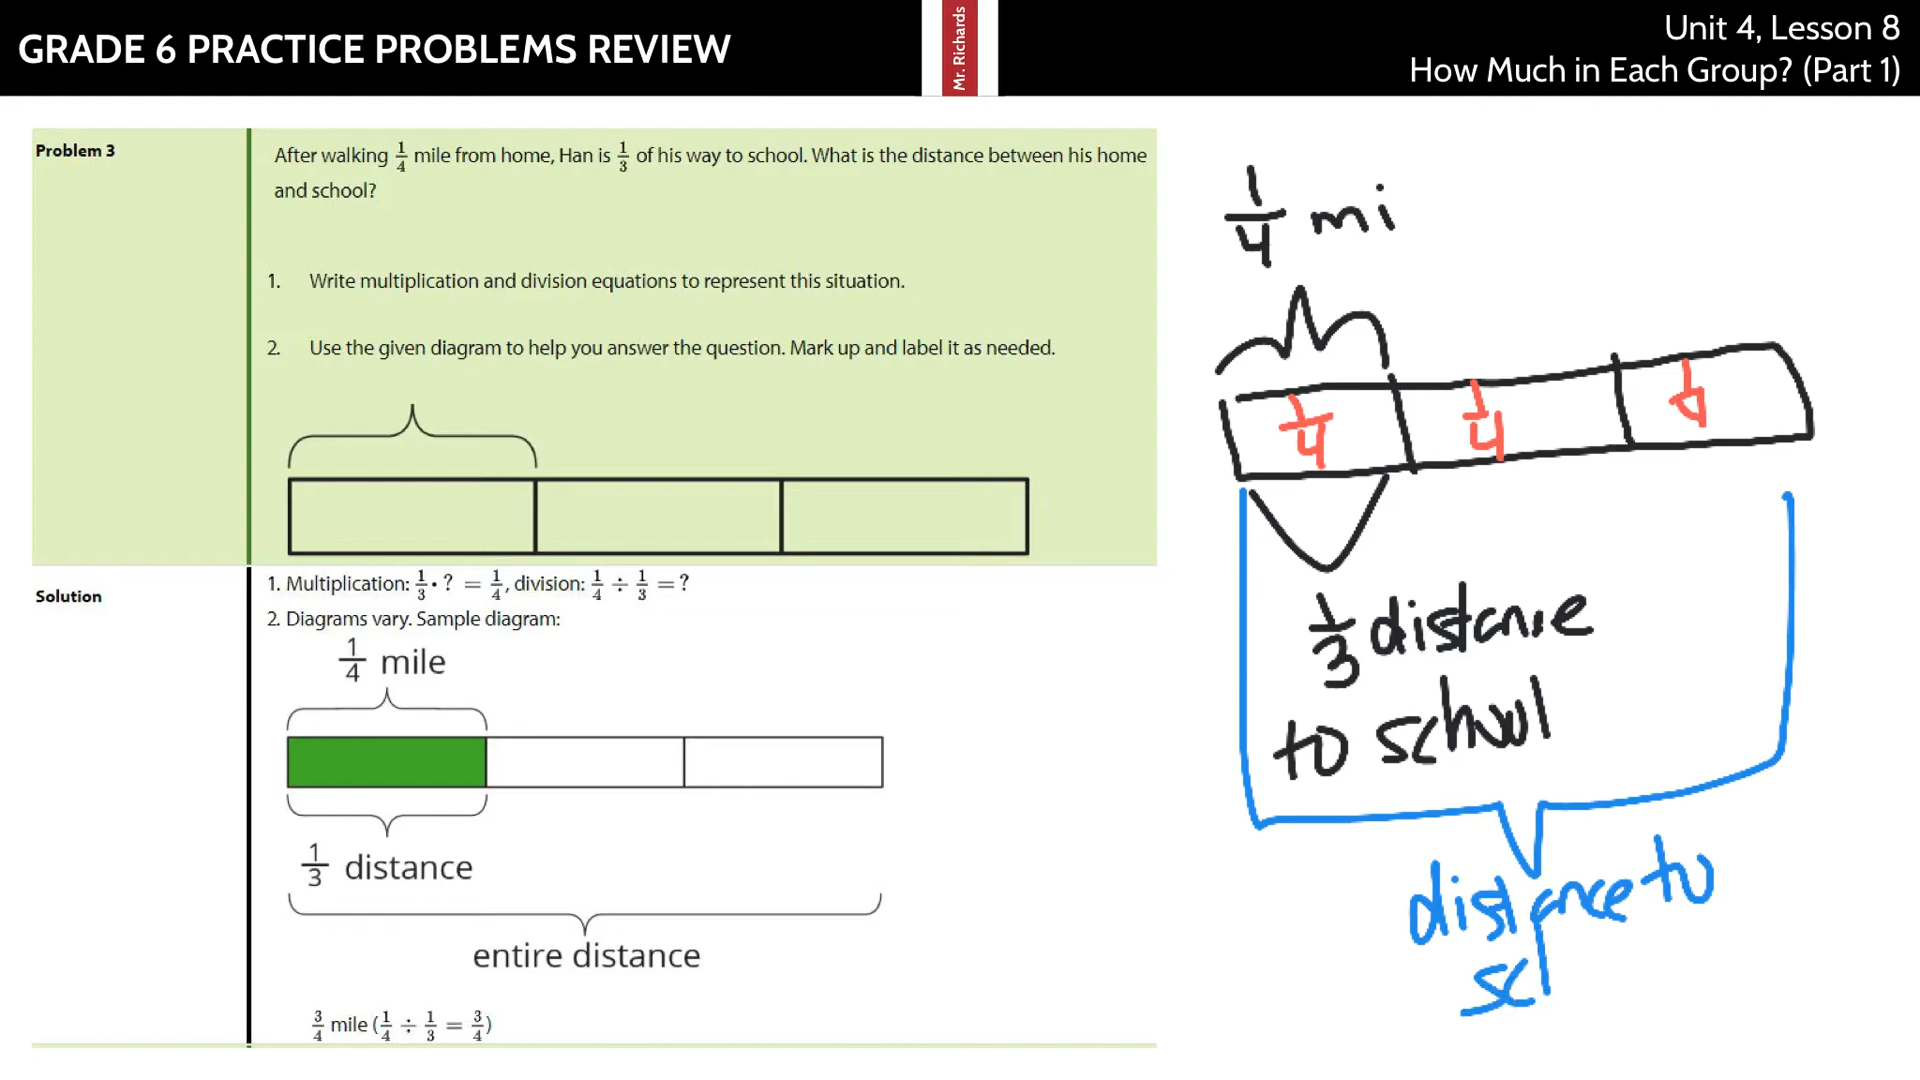 GRADE 6 PRACTICE PROBLEMS REVIEW
Mr. Richards
Unit 4, Lesson 8
How Much in Each Group? (Part 1)
Problem 3
After walking 1/4 mile from home, Han is 1/3 of his way to school. What is the distance between his home
and school?
1. Write multiplication and division equations to represent this situation.
2. Use the given diagram to help you answer the question. Mark up and label it as needed.
Solution
1. Multiplication: 1/3 • ? = 1/4, division: 1/4 ÷ 1/3 = ?
2. Diagrams vary. Sample diagram:
1/4 mile
1/3 distance
entire distance
3/4 mile (1/4 ÷ 1/3 = 3/4)
1/4 mi
1/4 1/4 1/4
1/3 distance
to school
distance to
scl